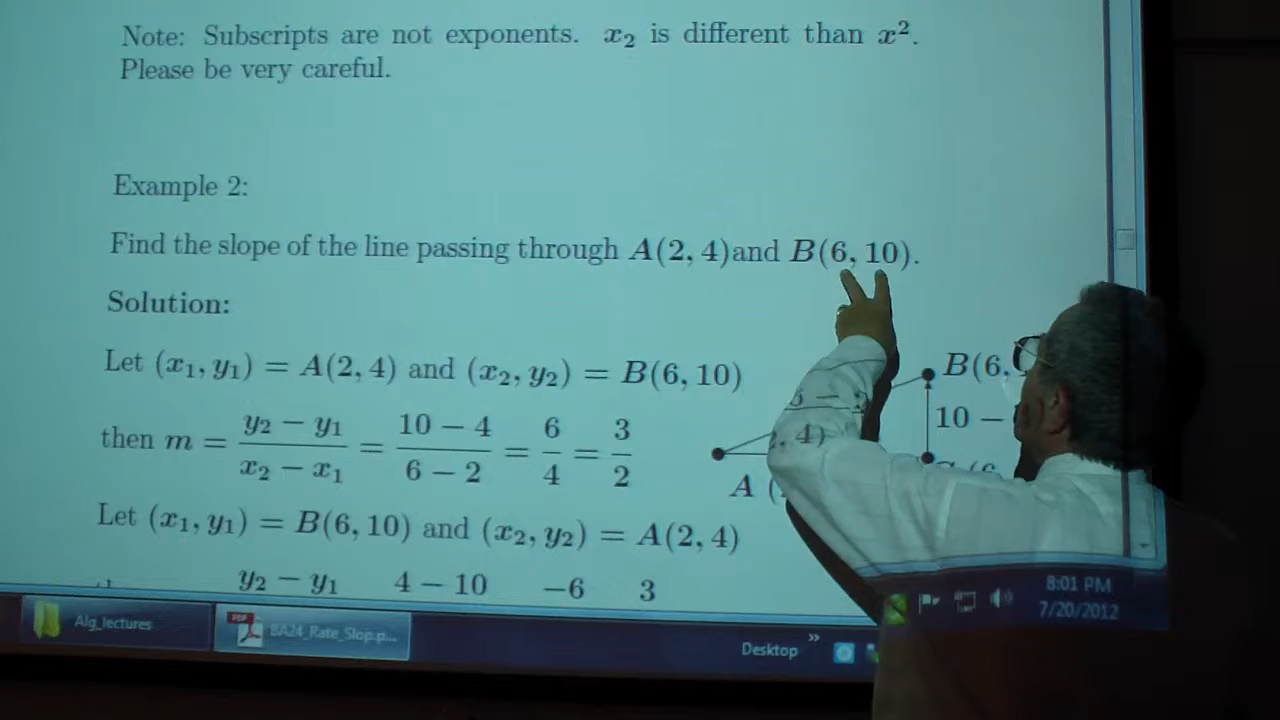 Note: Subscripts are not exponents. x₂ is different than x².
Please be very careful.
Example 2:
Find the slope of the line passing through A(2, 4)and B(6, 10).
Solution:
Let (x₁, y₁) = A(2, 4) and (x₂, y₂) = B(6, 10)
then m = (y₂ − y₁)/(x₂ − x₁) = (10 − 4)/(6 − 2) = 6/4 = 3/2
B(6,
10 −
A (
Let (x₁, y₁) = B(6, 10) and (x₂, y₂) = A(2, 4)
y₂ − y₁ 4 − 10 −6 3
Alg_lectures
BA24_Rate_Slop.p...
Desktop
8:01 PM
7/20/2012